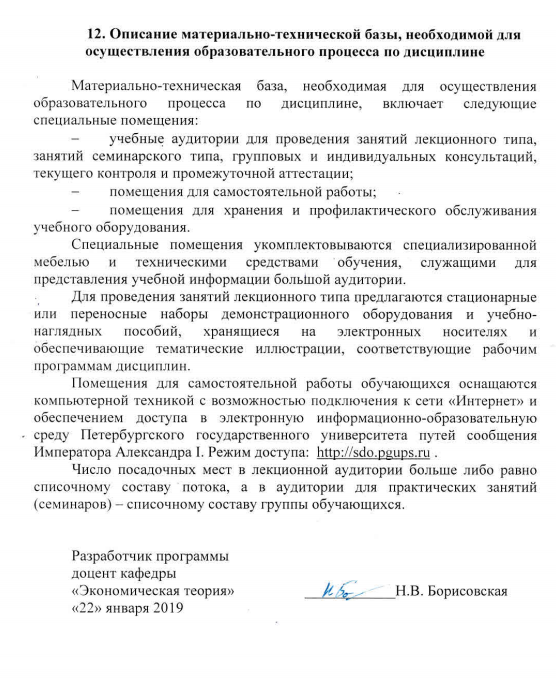 12. Описание материально-технической базы, необходимой для
осуществления образовательного процесса по дисциплине
Материально-техническая база, необходимая для осуществления
образовательного процесса по дисциплине, включает следующие
специальные помещения:
– учебные аудитории для проведения занятий лекционного типа,
занятий семинарского типа, групповых и индивидуальных консультаций,
текущего контроля и промежуточной аттестации;
– помещения для самостоятельной работы;
– помещения для хранения и профилактического обслуживания
учебного оборудования.
Специальные помещения укомплектовываются специализированной
мебелью и техническими средствами обучения, служащими для
представления учебной информации большой аудитории.
Для проведения занятий лекционного типа предлагаются стационарные
или переносные наборы демонстрационного оборудования и учебно-
наглядных пособий, хранящиеся на электронных носителях и
обеспечивающие тематические иллюстрации, соответствующие рабочим
программам дисциплин.
Помещения для самостоятельной работы обучающихся оснащаются
компьютерной техникой с возможностью подключения к сети «Интернет» и
обеспечением доступа в электронную информационно-образовательную
среду Петербургского государственного университета путей сообщения
Императора Александра I. Режим доступа: http://sdo.pgups.ru .
Число посадочных мест в лекционной аудитории больше либо равно
списочному составу потока, а в аудитории для практических занятий
(семинаров) – списочному составу группы обучающихся.
Разработчик программы
доцент кафедры
«Экономическая теория» Н.В. Борисовская
«22» января 2019